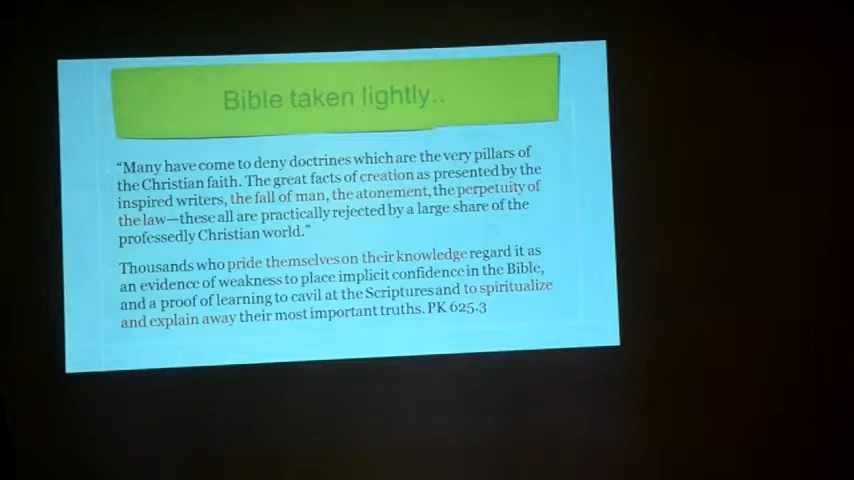 Bible taken lightly..
“Many have come to deny doctrines which are the very pillars of
the Christian faith. The great facts of creation as presented by the
inspired writers, the fall of man, the atonement, the perpetuity of
the law—these all are practically rejected by a large share of the
professedly Christian world.”
Thousands who pride themselves on their knowledge regard it as
an evidence of weakness to place implicit confidence in the Bible,
and a proof of learning to cavil at the Scriptures and to spiritualize
and explain away their most important truths. PK 625.3